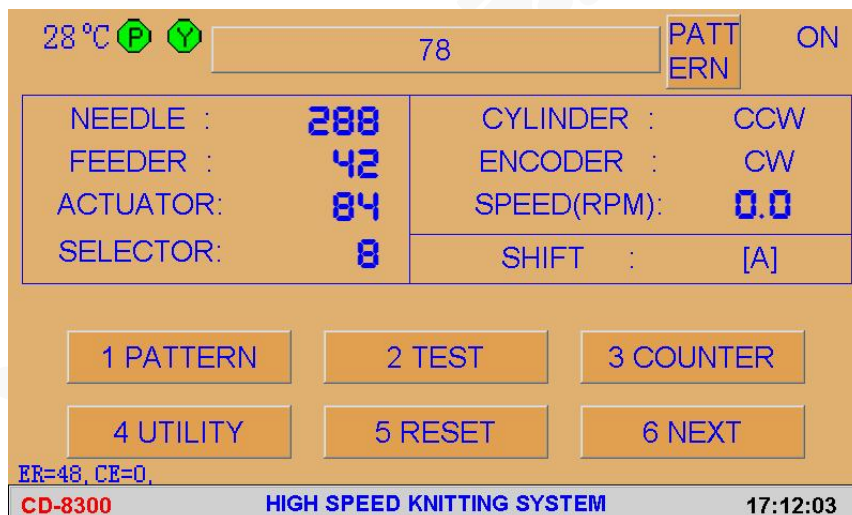 28 °C P Y 78 PATTERN ON
NEEDLE : 288 CYLINDER : CCW
FEEDER : 42 ENCODER : CW
ACTUATOR: 84 SPEED(RPM): 0.0
SELECTOR: 8 SHIFT : [A]
1 PATTERN 2 TEST 3 COUNTER
4 UTILITY 5 RESET 6 NEXT
ER=48, CE=0,
CD-8300 HIGH SPEED KNITTING SYSTEM 17:12:03